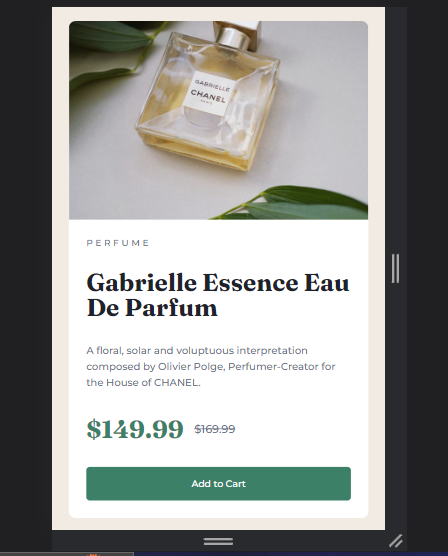 GABRIELLE
CHANEL
PARIS
PERFUME
Gabrielle Essence Eau
De Parfum
A floral, solar and voluptuous interpretation
composed by Olivier Polge, Perfumer-Creator for
the House of CHANEL.
$149.99 $169.99
Add to Cart